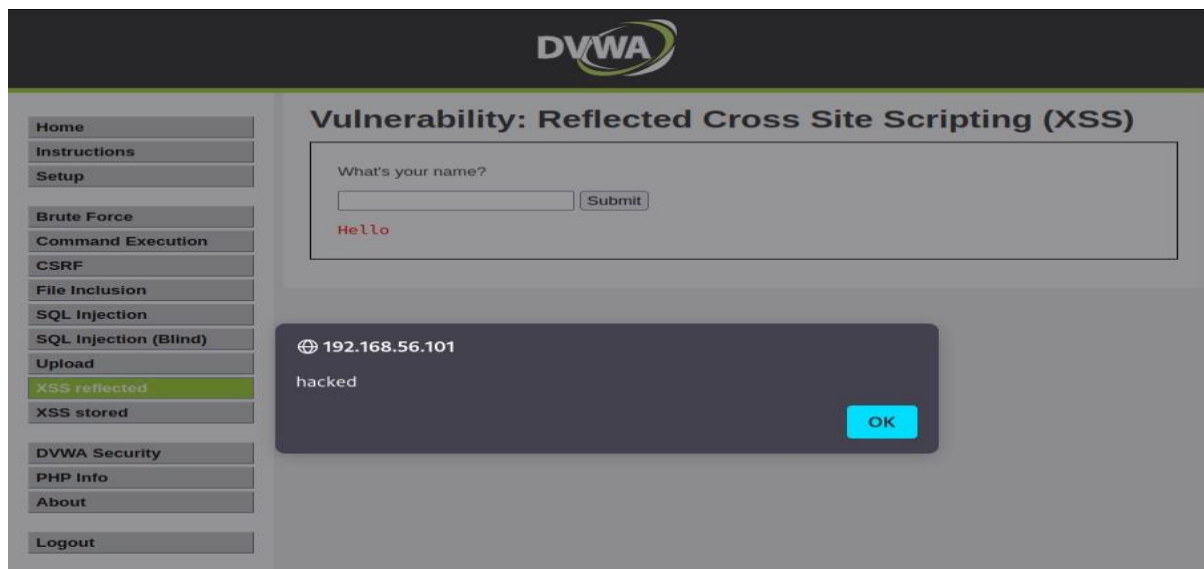 DVWA
Home
Instructions
Setup
Brute Force
Command Execution
CSRF
File Inclusion
SQL Injection
SQL Injection (Blind)
Upload
XSS reflected
XSS stored
DVWA Security
PHP Info
About
Logout
Vulnerability: Reflected Cross Site Scripting (XSS)
What's your name?
Submit
Hello
192.168.56.101
hacked
OK